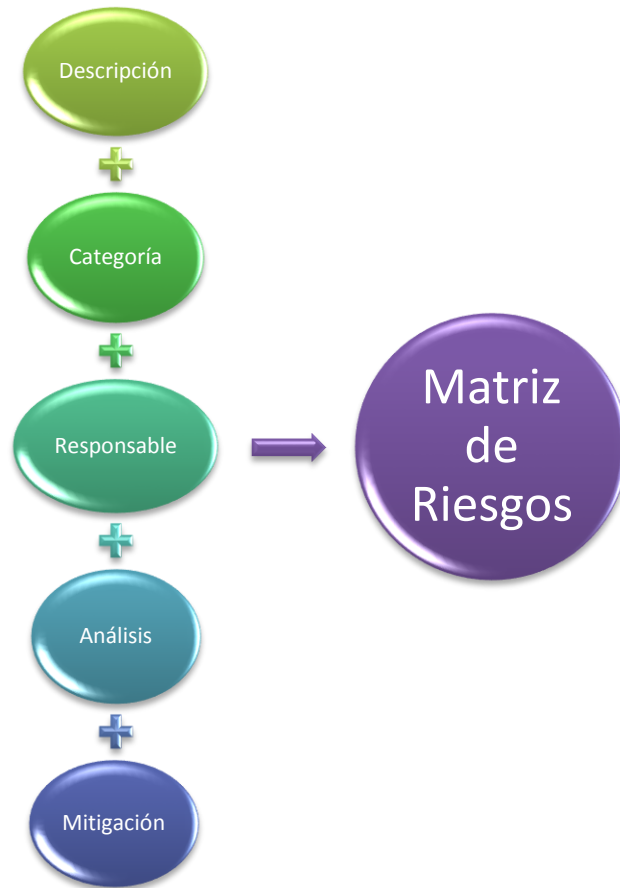 Descripción
Categoría
Responsable
Análisis
Mitigación
Matriz
de
Riesgos